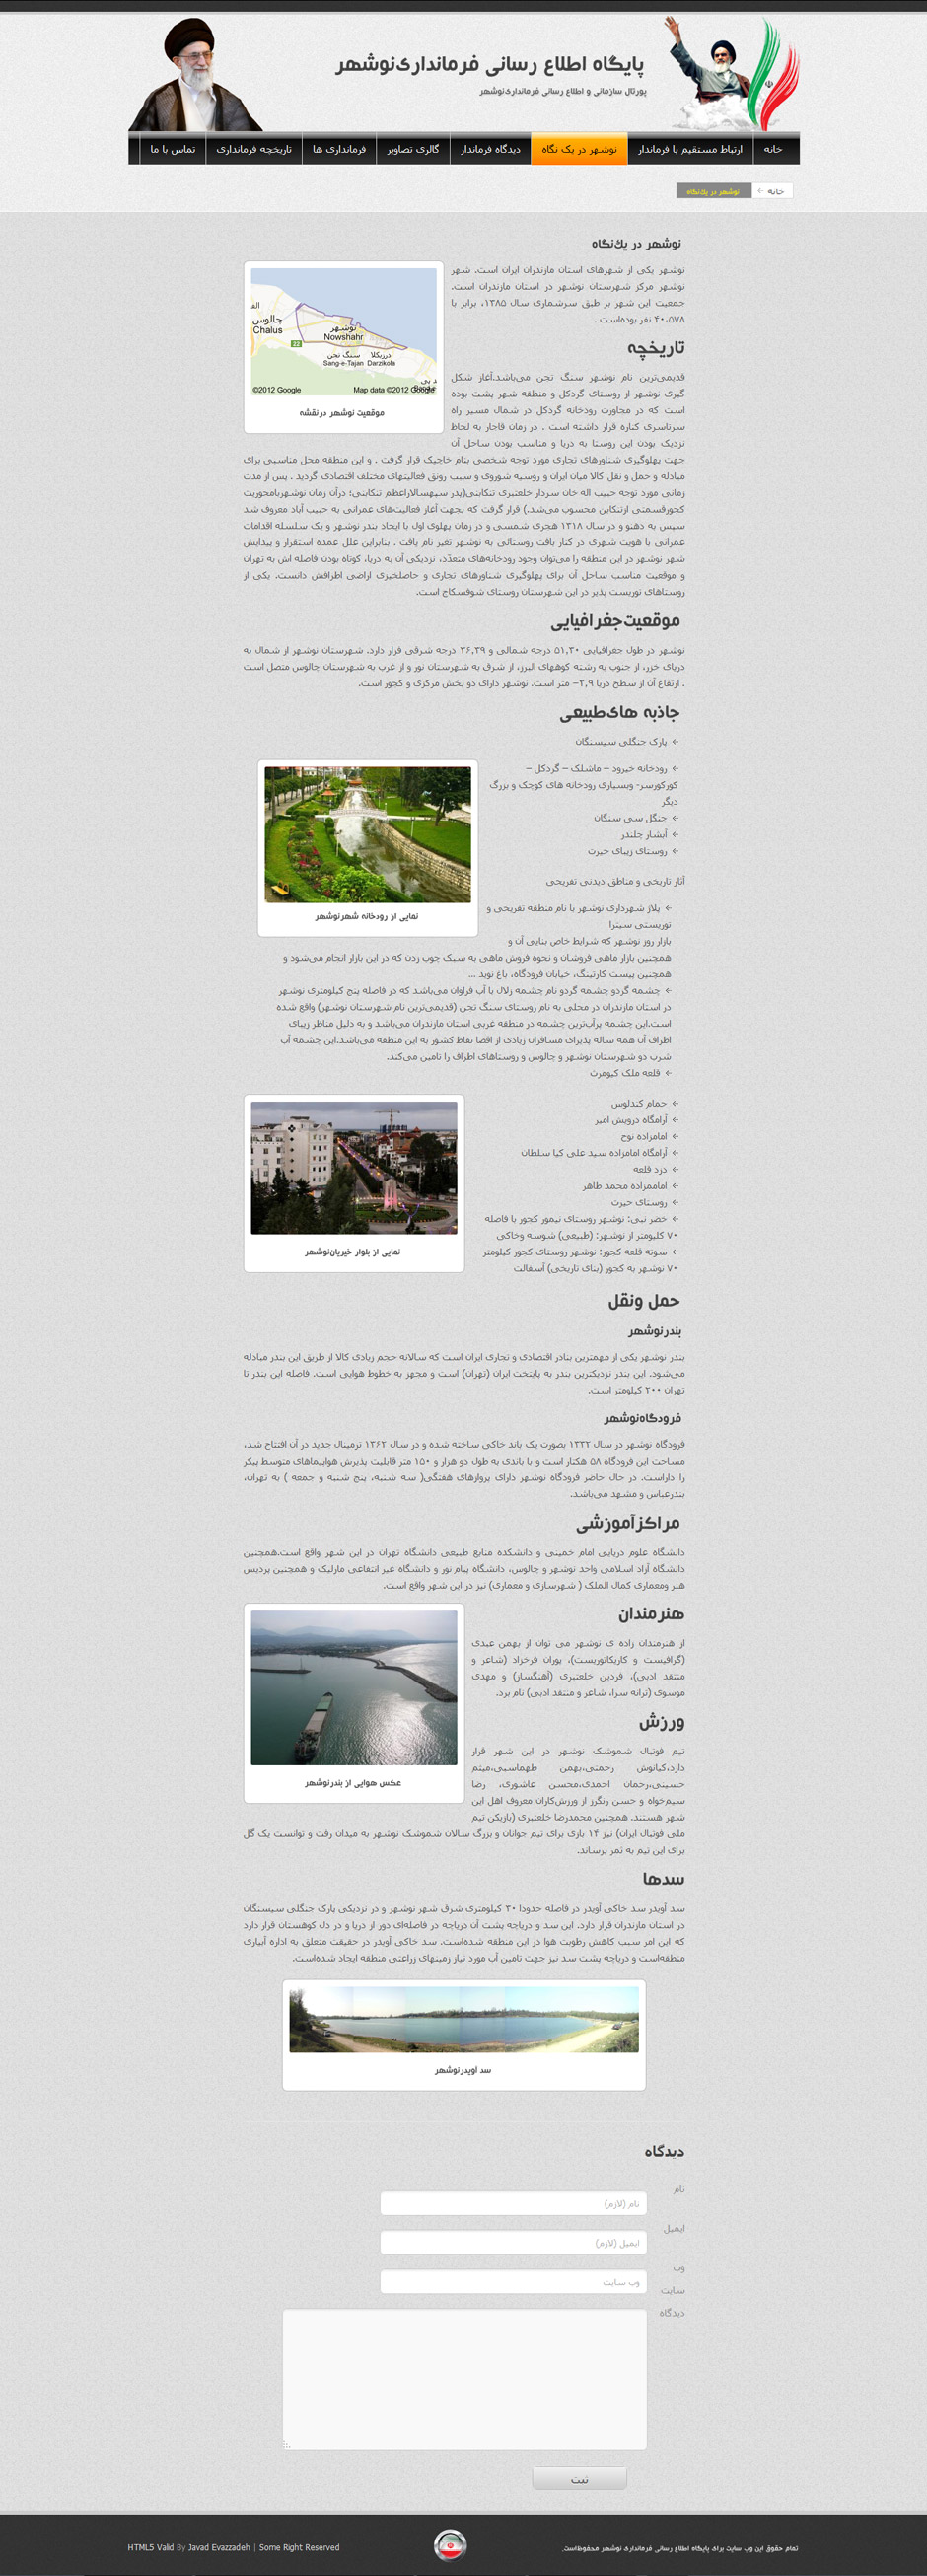 پایگاه اطلاع رسانی فرمانداری‌نوشهر
پورتال سازمانی و اطلاع رسانی فرمانداری‌نوشهر
خانه
ارتباط مستقیم با فرماندار
نوشهر در یک نگاه
دیدگاه فرماندار
گالری تصاویر
فرمانداری ها
تاریخچه فرمانداری
تماس با ما
خانه
نوشهر در یك‌نگاه
نوشهر در یك‌نگاه
نوشهر یکی از شهرهای استان مازندران ایران است. شهر
نوشهر مرکز شهرستان نوشهر در استان مازندران است.
جمعیت این شهر بر طبق سرشماری سال ۱۳۸۵، برابر با
۴۰،۵۷۸ نفر بوده‌است .
الف
چالوس
Chalus
نوشهر
Nowshahr
22
سنگ تجن
Sang-e-Tajan
درزیکلا
Darzikola
©2012 Google
Map data ©2012 Google
موقعیت نوشهر درنقشه
تاریخچه
قدیمی‌ترین نام نوشهر سنگ تجن می‌باشد.آغاز شکل
گیری نوشهر از روستای گردکل و منطقه شهر پشت بوده
است که در مجاورت رودخانه گردکل در شمال مسیر راه
سرتاسری کناره قرار داشته است . در زمان قاجار به لحاظ
نزدیک بودن این روستا به دریا و مناسب بودن ساحل آن
جهت پهلوگیری شناورهای تجاری مورد توجه شخصی بنام خاچیک قرار گرفت . و این منطقه محل مناسبی برای
مبادله و حمل و نقل کالا میان ایران و روسیه شوروی و سبب رونق فعالیتهای مختلف اقتصادی گردید . پس از مدت
زمانی مورد توجه حبیب اله خان سردار خلعتبری تنکابنی(پدر سپهسالاراعظم تنکابنی؛ درآن زمان نوشهربامحوریت
کجورقسمتی ازتنکابن محسوب می‌شد.) قرار گرفت که بجهت آغاز فعالیت‌های عمرانی به حبیب آباد معروف شد
سپس به دهنو و در سال ۱۳۱۸ هجری شمسی و در زمان پهلوی اول با ایجاد بندر نوشهر و یک سلسله اقدامات
عمرانی با هویت شهری در کنار بافت روستائی به نوشهر تغیر نام یافت . بنابراین علل عمده استقرار و پیدایش
شهر نوشهر در این منطقه را می‌توان وجود رودخانه‌های متعدّد، نزدیکی آن به دریا، کوتاه بودن فاصله اش به تهران
و موقعیت مناسب ساحل آن برای پهلوگیری شناورهای تجاری و حاصلخیزی اراضی اطرافش دانست. یکی از
روستاهای توریست پذیر در این شهرستان روستای شوفسکاج است.
موقعیت‌جغرافیایی
نوشهر در طول جغرافیایی ۵۱,۳۰ درجه شمالی و ۳۶,۳۹ درجه شرقی قرار دارد. شهرستان نوشهر از شمال به
دریای خزر، از جنوب به رشته کوههای البرز، از شرق به شهرستان نور و از غرب به شهرستان چالوس متصل است
. ارتفاع آن از سطح دریا ۲,۹− متر است. نوشهر دارای دو بخش مرکزی و کجور است.
جاذبه های‌طبیعی
پارک جنگلی سیسنگان
رودخانه خیرود – ماشلک – گردکل –
کورکورسر- وبسیاری رودخانه های کوچک و بزرگ
دیگر
جنگل سی سنگان
آبشار چلندر
روستای زیبای حیرت
نمایی از رودخانه شهرنوشهر
آثار تاریخی و مناطق دیدنی تفریحی
پلاژ شهرداری نوشهر با نام منطقه تفریحی و
توریستی سیترا
بازار روز نوشهر که شرایط خاص بنایی آن و
همچنین بازار ماهی فروشان و نحوه فروش ماهی به سبک چوب زدن که در این بازار انجام می‌شود و
همچنین پیست کارتینگ، خیابان فرودگاه، باغ نوید ...
چشمه گردو چشمه گردو نام چشمه زلال با آب فراوان می‌باشد که در فاصله پنج کیلومتری نوشهر
در استان مازندران در محلی به نام روستای سنگ تجن (قدیمی‌ترین نام شهرستان نوشهر) واقع شده
است.این چشمه پرآب‌ترین چشمه در منطقه غربی استان مازندران می‌باشد و به دلیل مناظر زیبای
اطراف آن همه ساله پذیرای مسافران زیادی از اقصا نقاط کشور به این منطقه می‌باشد.این چشمه آب
شرب دو شهرستان نوشهر و چالوس و روستاهای اطراف را تامین می‌کند.
قلعه ملک کیومرث
حمام کندلوس
آرامگاه درویش امیر
امامزاده نوح
آرامگاه امامزاده سید علی کیا سلطان
دزد قلعه
اماممزاده محمد طاهر
روستای حیرت
خضر نبی: نوشهر روستای نیمور کجور با فاصله
۷۰ کلیومتر از نوشهر: (طبیعی) شوسه وخاکی
سوته قلعه کجور: نوشهر روستای کجور کیلومتر
۷۰ نوشهر به کجور (بنای تاریخی) آسفالت
نمایی از بلوار خیریان‌نوشهر
حمل ونقل
بندرنوشهر
بندر نوشهر یکی از مهمترین بنادر اقتصادی و تجاری ایران است که سالانه حجم زیادی کالا از طریق این بندر مبادله
می‌شود. این بندر نزدیکترین بندر به پایتخت ایران (تهران) است و مجهز به خطوط هوایی است. فاصله این بندر تا
تهران ۲۰۰ کیلومتر است.
فرودگاه‌نوشهر
فرودگاه نوشهر در سال ۱۳۳۲ بصورت یک باند خاکی ساخته شده و در سال ۱۳۶۲ ترمینال جدید در آن افتتاح شد،
مساحت این فرودگاه ۵۸ هکتار است و با باندی به طول دو هزار و ۱۵۰ متر قابلیت پذیرش هواپیماهای متوسط پیکر
را داراست. در حال حاضر فرودگاه نوشهر دارای پروازهای هفتگی( سه شنبه، پنج شنبه و جمعه ) به تهران،
بندرعباس و مشهد می‌باشد.
مراکزآموزشی
دانشگاه علوم دریایی امام خمینی و دانشکده منابع طبیعی دانشگاه تهران در این شهر واقع است.همچنین
دانشگاه آزاد اسلامی واحد نوشهر و چالوس، دانشگاه پیام نور و دانشگاه غیر انتفاعی مارلیک و همچنین پردیس
هنر ومعماری کمال الملک ( شهرسازی و معماری) نیز در این شهر واقع است.
هنرمندان
از هنرمندان زاده ی نوشهر می توان از بهمن عبدی
(گرافیست و کاریکاتوریست)، پوران فرخزاد (شاعر و
منتقد ادبی)، فردین خلعتبری (آهنگساز) و مهدی
موسوی (ترانه سرا، شاعر و منتقد ادبی) نام برد.
عکس هوایی از بندرنوشهر
ورزش
تیم فوتبال شموشک نوشهر در این شهر قرار
دارد،کیانوش رحمتی،بهمن طهماسبی،میثم
حسینی،رحمان احمدی،محسن عاشوری، رضا
سیم‌خواه و حسن رنگرز از ورزش‌کاران معروف اهل این
شهر هستند. همچنین محمدرضا خلعتبری (بازیکن تیم
ملی فوتبال ایران) نیز ۱۴ بازی برای تیم جوانان و بزرگ سالان شموشک نوشهر به میدان رفت و توانست یک گل
برای این تیم به ثمر برساند.
سدها
سد آویدر سد خاکی آویدر در فاصله حدودا ۳۰ کیلومتری شرق شهر نوشهر و در نزدیکی پارک جنگلی سیسنگان
در استان مازندران قرار دارد. این سد و دریاچه پشت آن دریاچه در فاصله‌ای دور از دریا و در دل کوهستان قرار دارد
که این امر سبب کاهش رطوبت هوا در این منطقه شده‌است. سد خاکی آویدر در حقیقت متعلق به اداره آبیاری
منطقه‌است و دریاچه پشت سد نیز جهت تامین آب مورد نیاز زمینهای زراعتی منطقه ایجاد شده‌است.
سد اویدرنوشهر
دیدگاه
نام
نام (لازم)
ایمیل
ایمیل (لازم)
وب
سایت
وب سایت
دیدگاه
ثبت
تمام حقوق این وب سایت برای پایگاه اطلاع رسانی فرمانداری نوشهر محفوظ‌است.
HTML5 Valid By Javad Evazzadeh | Some Right Reserved